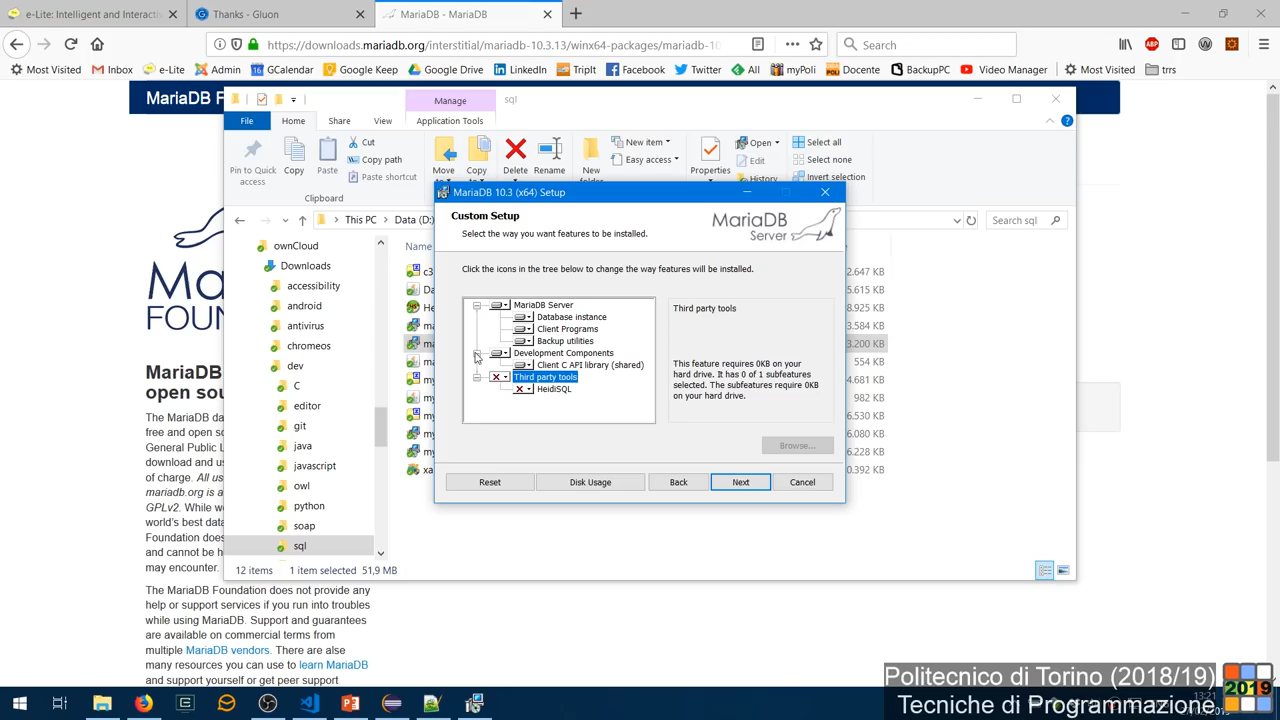 e-Lite: Intelligent and Interactiv
Thanks - Gluon
MariaDB - MariaDB
https://downloads.mariadb.org/interstitial/mariadb-10.3.13/winx64-packages/mariadb-10
Search
Most Visited
Inbox
e-Lite
Admin
GCalendar
Google Keep
Google Drive
LinkedIn
TripIt
Facebook
Twitter
All
myPoli
Docente
BackupPC
Video Manager
Most Visited
trrs
MariaDB F
Manage
sql
File
Home
Share
View
Application Tools
Pin to Quick
access
Copy
Paste
Cut
Copy path
Paste shortcut
Move
Copy
Delete
Rename
New
New item
Easy access
Properties
Open
Edit
History
Select all
Select none
Invert selection
Clipboard
This PC
Data (D:)
Search sql
Name
ownCloud
Downloads
accessibility
android
antivirus
chromeos
dev
C
editor
git
java
javascript
owl
python
soap
sql
2.647 KB
5.615 KB
8.925 KB
3.584 KB
3.200 KB
554 KB
4.681 KB
982 KB
6.530 KB
6.080 KB
6.228 KB
0.392 KB
12 items
1 item selected 51,9 MB
MariaDB 10.3 (x64) Setup
Custom Setup
Select the way you want features to be installed.
MariaDB
Server
Click the icons in the tree below to change the way features will be installed.
MariaDB Server
Database instance
Client Programs
Backup utilities
Development Components
Client C API library (shared)
Third party tools
HeidiSQL
Third party tools
This feature requires 0KB on your
hard drive. It has 0 of 1 subfeatures
selected. The subfeatures require 0KB
on your hard drive.
Browse...
Reset
Disk Usage
Back
Next
Cancel
Ma
FOUN
MariaDB
open sou
The MariaDB da
free and open so
General Public L
download and us
of charge. All us
mariadb.org is a
GPLv2. While w
world's best data
Foundation does
and cannot be h
may encounter.
The MariaDB Foundation does not provide any
help or support services if you run into troubles
while using MariaDB. Support and guarantees
are available on commercial terms from
multiple MariaDB vendors. There are also
many resources you can use to learn MariaDB
and support yourself or get peer support
Politecnico di Torino (2018/19)
Tecniche di Programmazion
2019
13:21